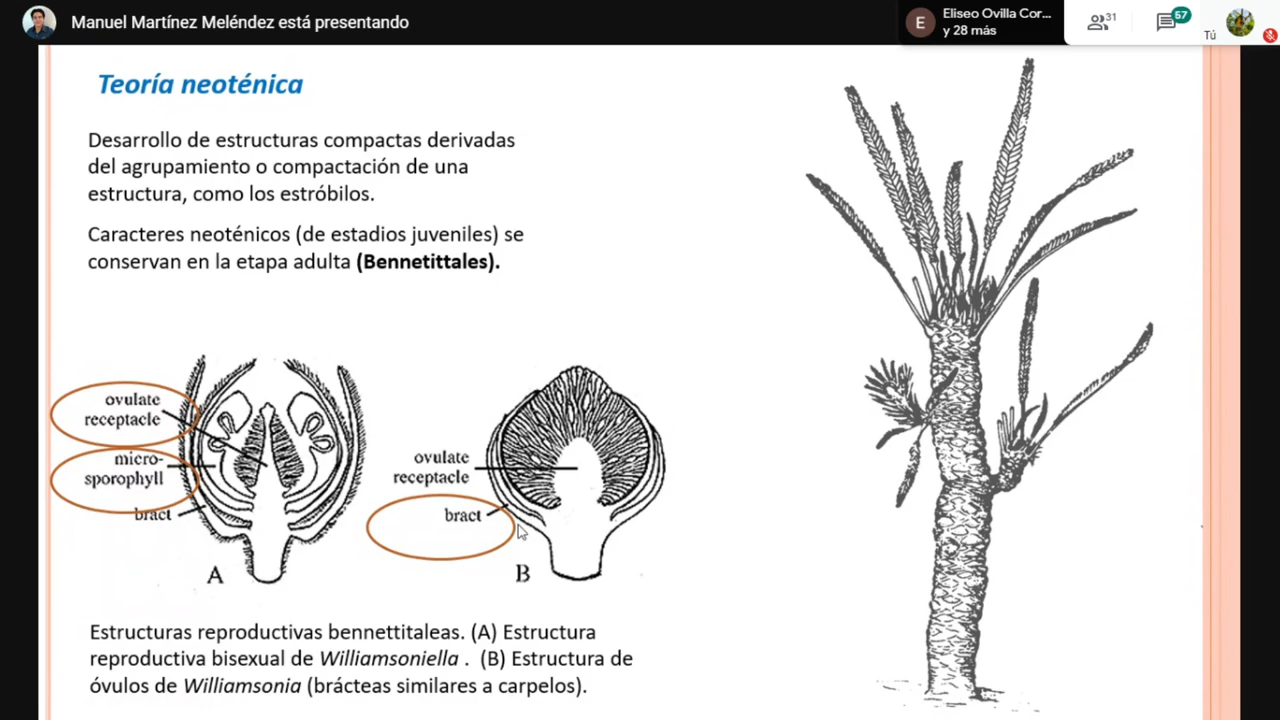 Manuel Martínez Meléndez está presentando
Eliseo Ovilla Cor...
y 28 más
31
67
Tú
Teoría neoténica
Desarrollo de estructuras compactas derivadas
del agrupamiento o compactación de una
estructura, como los estróbilos.
Caracteres neoténicos (de estadios juveniles) se
conservan en la etapa adulta (Bennetittales).
ovulate
receptacle
micro-
sporophyll
bract
A
ovulate
receptacle
bract
B
Estructuras reproductivas bennettitaleas. (A) Estructura
reproductiva bisexual de Williamsoniella . (B) Estructura de
óvulos de Williamsonia (brácteas similares a carpelos).